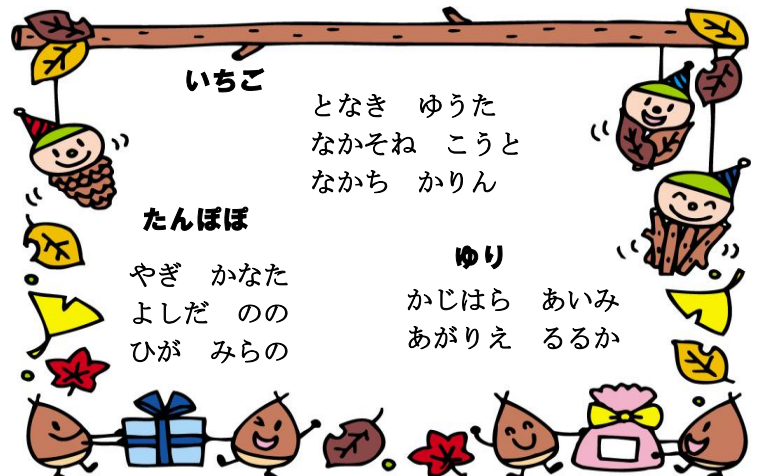 いちご
となき　ゆうた
なかそね　こうと
なかち　かりん
たんぽぽ
やぎ　かなた
よしだ　のの
ひが　みらの
ゆり
かじはら　あいみ
あがりえ　るるか